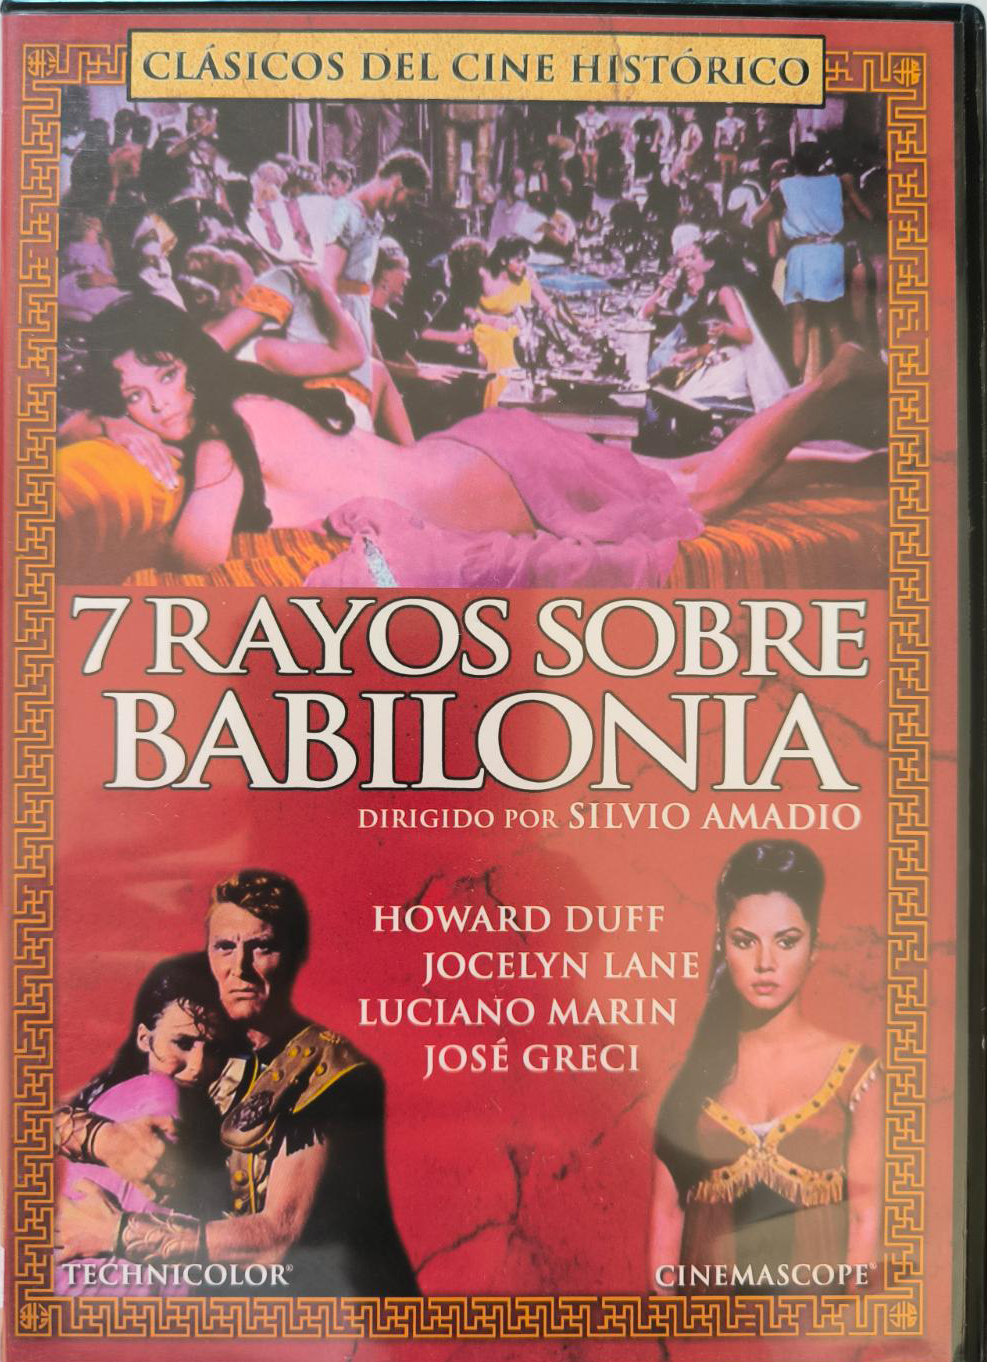 CLÁSICOS DEL CINE HISTÓRICO
7 RAYOS SOBRE
BABILONIA
DIRIGIDO POR SILVIO AMADIO
HOWARD DUFF
JOCELYN LANE
LUCIANO MARIN
JOSÉ GRECI
TECHNICOLOR®
CINEMASCOPE®